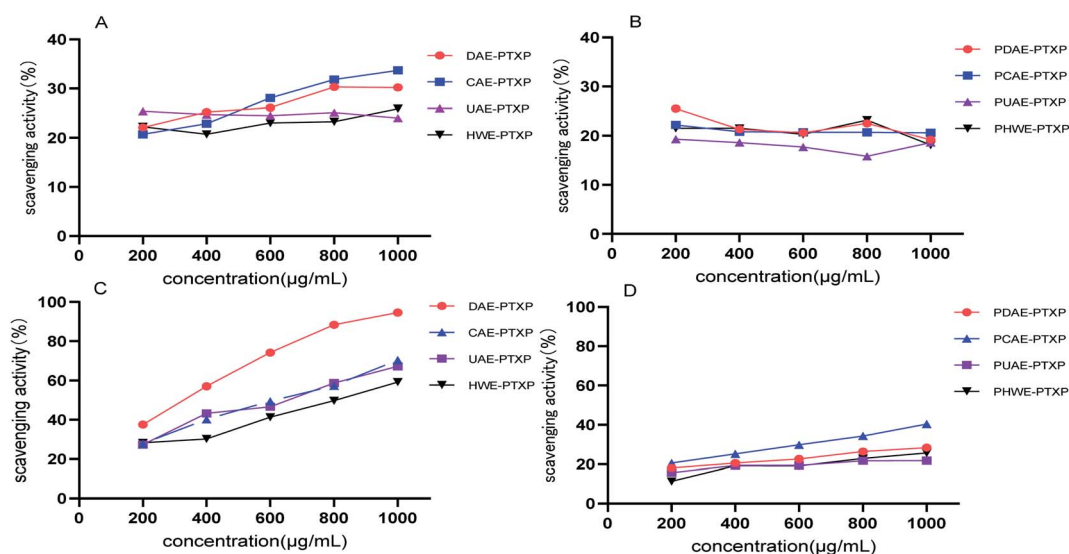 A
scavenging activity (%)
40
30
20
10
0
0 200 400 600 800 1000
concentration(μg/mL)
DAE-PTXP
CAE-PTXP
UAE-PTXP
HWE-PTXP
B
scavenging activity (%)
40
30
20
10
0
0 200 400 600 800 1000
concentration(μg/mL)
PDAE-PTXP
PCAE-PTXP
PUAE-PTXP
PHWE-PTXP
C
scavenging activity (%)
100
80
60
40
20
0
0 200 400 600 800 1000
concentration(μg/mL)
DAE-PTXP
CAE-PTXP
UAE-PTXP
HWE-PTXP
D
scavenging activity (%)
100
80
60
40
20
0
0 200 400 600 800 1000
concentration(μg/mL)
PDAE-PTXP
PCAE-PTXP
PUAE-PTXP
PHWE-PTXP